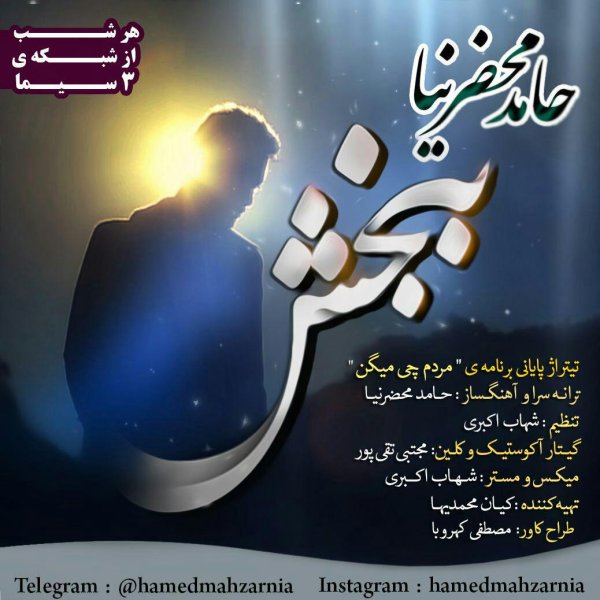 هر شب
از شبکه ی
۳ سیما
حامد محضرنیا
ببخش
تیتراژ پایانی برنامه ی " مردم چی میگن "
ترانه سرا و آهنگساز : حامد محضرنیا
تنظیم : شهاب اکبری
گیتار آکوستیک و کلین: مجتبی تقی پور
میکس و مستر : شهاب اکبری
تهیه کننده :کیان محمدیها
طراح کاور: مصطفی کهروبا
Telegram : @hamedmahzarnia Instagram : hamedmahzarnia